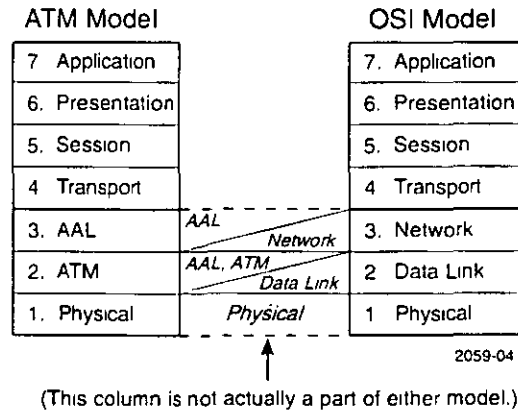 ATM Model OSI Model
7 Application 7. Application
6. Presentation 6. Presentation
5. Session 5. Session
4 Transport 4 Transport
3. AAL AAL Network 3. Network
2. ATM AAL, ATM Data Link 2 Data Link
1. Physical Physical 1 Physical
2059-04
(This column is not actually a part of either model.)